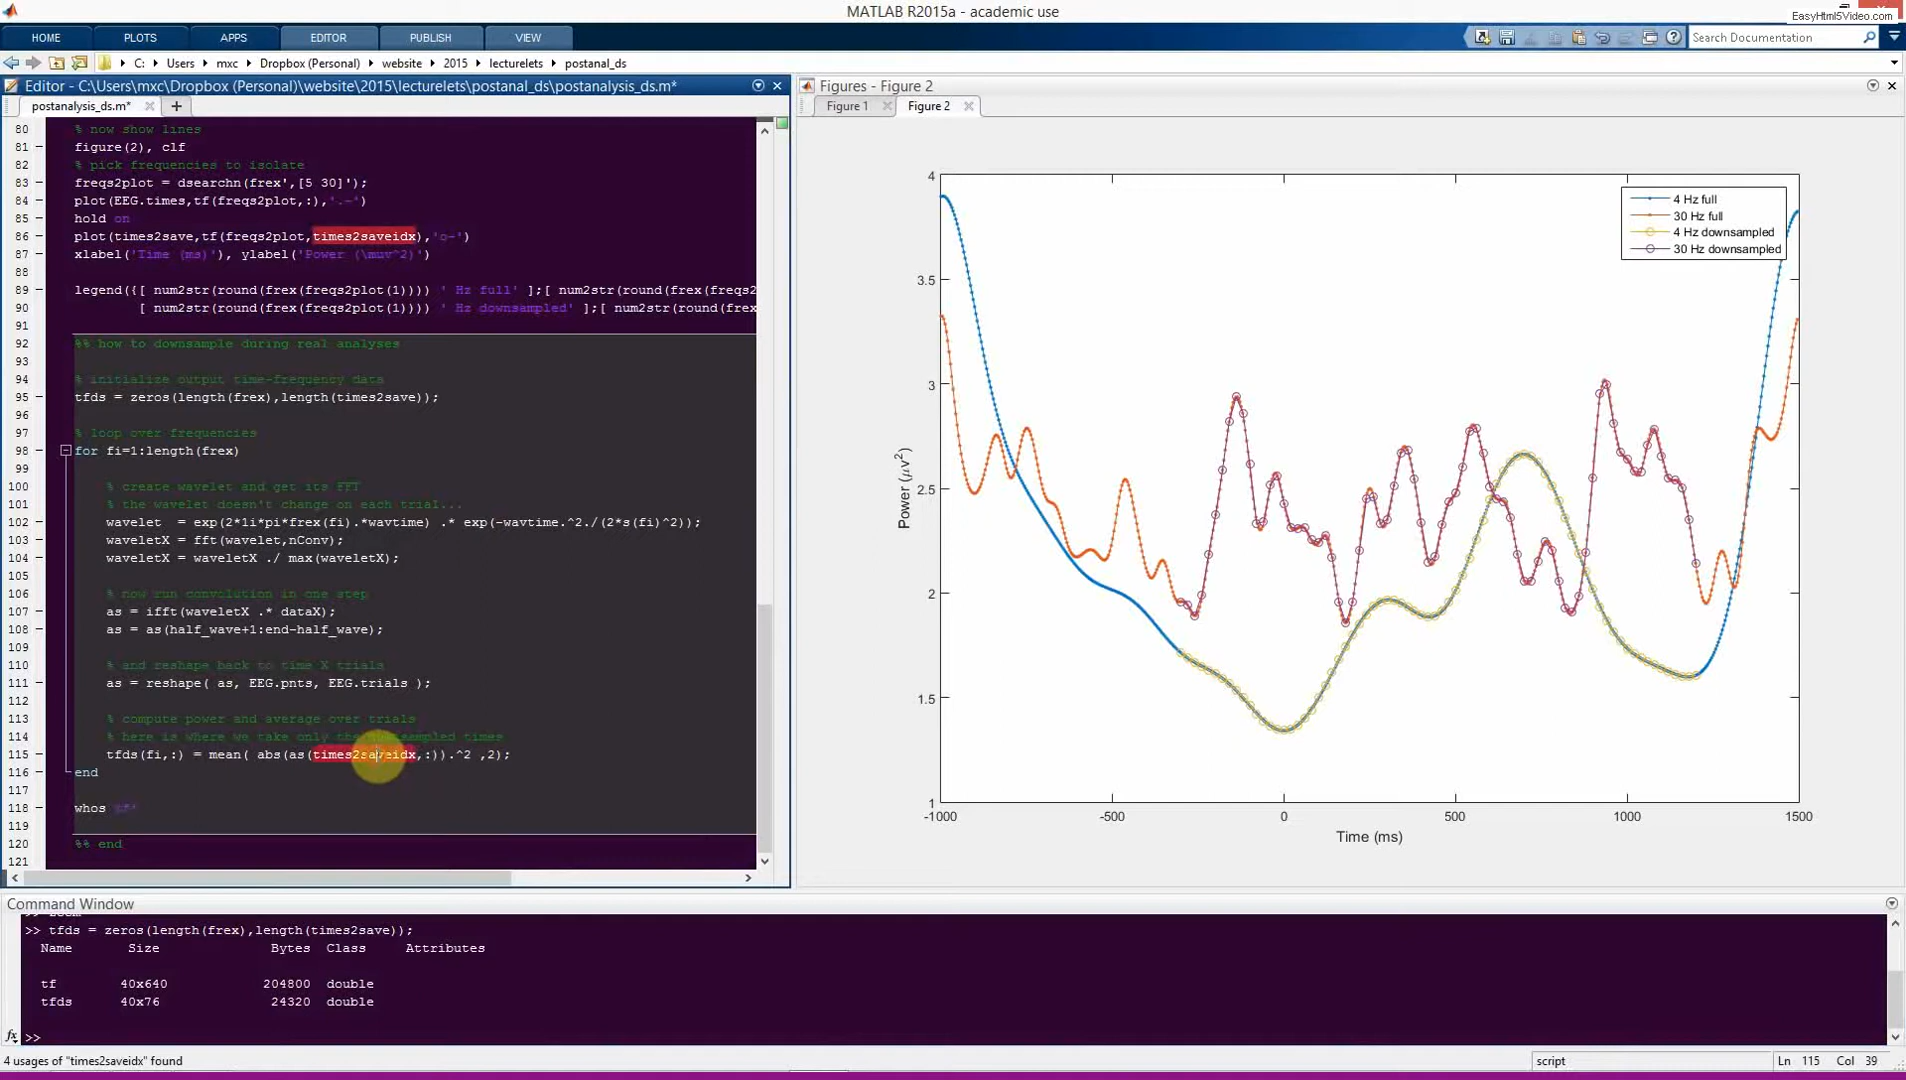 MATLAB R2015a - academic use
EasyHtml5Video.com
HOME PLOTS APPS EDITOR PUBLISH VIEW Search Documentation
C: Users mxc Dropbox (Personal) website 2015 lecturelets postanal_ds
Editor - C:\Users\mxc\Dropbox (Personal)\website\2015\lecturelets\postanal_ds\postanalysis_ds.m*
postanalysis_ds.m*
80 % now show lines
81 figure(2), clf
82 % pick frequencies to isolate
83 freqs2plot = dsearchn(frex',[5 30]');
84 plot(EEG.times,tf(freqs2plot,:),'.-')
85 hold on
86 plot(times2save,tf(freqs2plot,times2saveidx),'o-')
87 xlabel('Time (ms)'), ylabel('Power (\muv^2)')
88
89 legend({[ num2str(round(frex(freqs2plot(1)))) ' Hz full' ];[ num2str(round(frex(freqs2
90 [ num2str(round(frex(freqs2plot(1)))) ' Hz downsampled' ];[ num2str(round(frex
91
92 %% how to downsample during real analyses
93
94 % initialize output time-frequency data
95 tfds = zeros(length(frex),length(times2save));
96
97 % loop over frequencies
98 for fi=1:length(frex)
99
100 % create wavelet and get its FFT
101 % the wavelet doesn't change on each trial...
102 wavelet = exp(2*1i*pi*frex(fi).*wavtime) .* exp(-wavtime.^2./(2*s(fi)^2));
103 waveletX = fft(wavelet,nConv);
104 waveletX = waveletX ./ max(waveletX);
105
106 % now run convolution in one step
107 as = ifft(waveletX .* dataX);
108 as = as(half_wave+1:end-half_wave);
109
110 % and reshape back to time X trials
111 as = reshape( as, EEG.pnts, EEG.trials );
112
113 % compute power and average over trials
114 % here is where we take only the downsampled times
115 tfds(fi,:) = mean( abs(as(times2saveidx,:)).^2 ,2);
116 end
117
118 whos tf*
119
120 %% end
121
Figures - Figure 2
Figure 1 Figure 2
4 Hz full
30 Hz full
4 Hz downsampled
30 Hz downsampled
4
3.5
3
2.5
2
1.5
1
Power (μv²)
-1000 -500 0 500 1000 1500
Time (ms)
Command Window
>> tfds = zeros(length(frex),length(times2save));
Name Size Bytes Class Attributes
tf 40x640 204800 double
tfds 40x76 24320 double
fx >>
4 usages of "times2saveidx" found
script Ln 115 Col 39